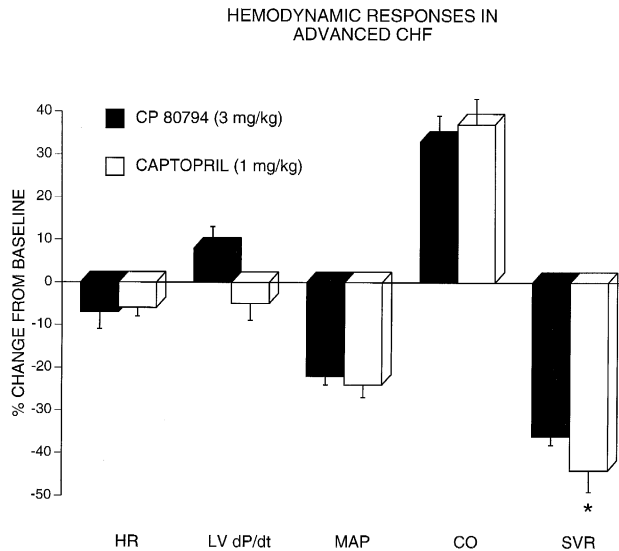 HEMODYNAMIC RESPONSES IN
ADVANCED CHF
CP 80794 (3 mg/kg)
CAPTOPRIL (1 mg/kg)
% CHANGE FROM BASELINE
40
30
20
10
0
-10
-20
-30
-40
-50
*
HR LV dP/dt MAP CO SVR